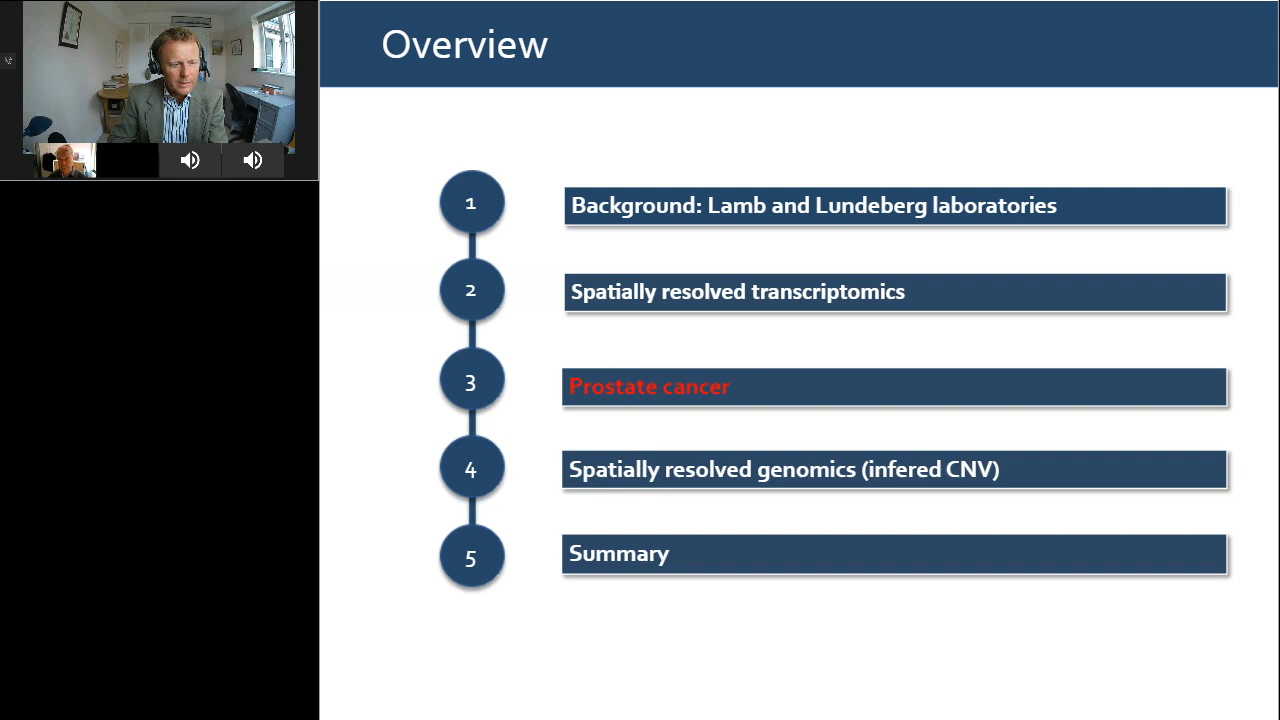 Overview
1
Background: Lamb and Lundeberg laboratories
2
Spatially resolved transcriptomics
3
Prostate cancer
4
Spatially resolved genomics (infered CNV)
5
Summary